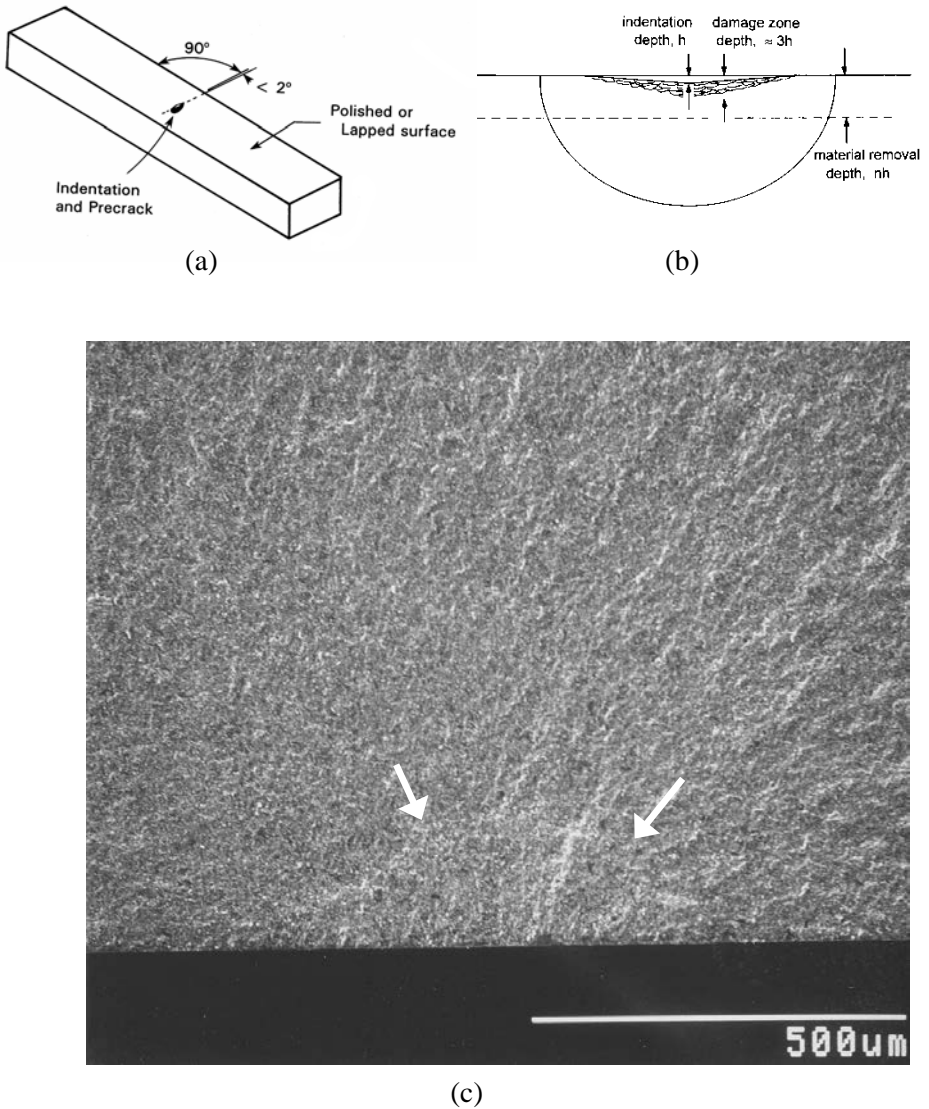 90°
< 2°
Polished or
Lapped surface
Indentation
and Precrack
(a)
indentation
depth, h
damage zone
depth, ≈ 3h
material removal
depth, nh
(b)
500um
(c)